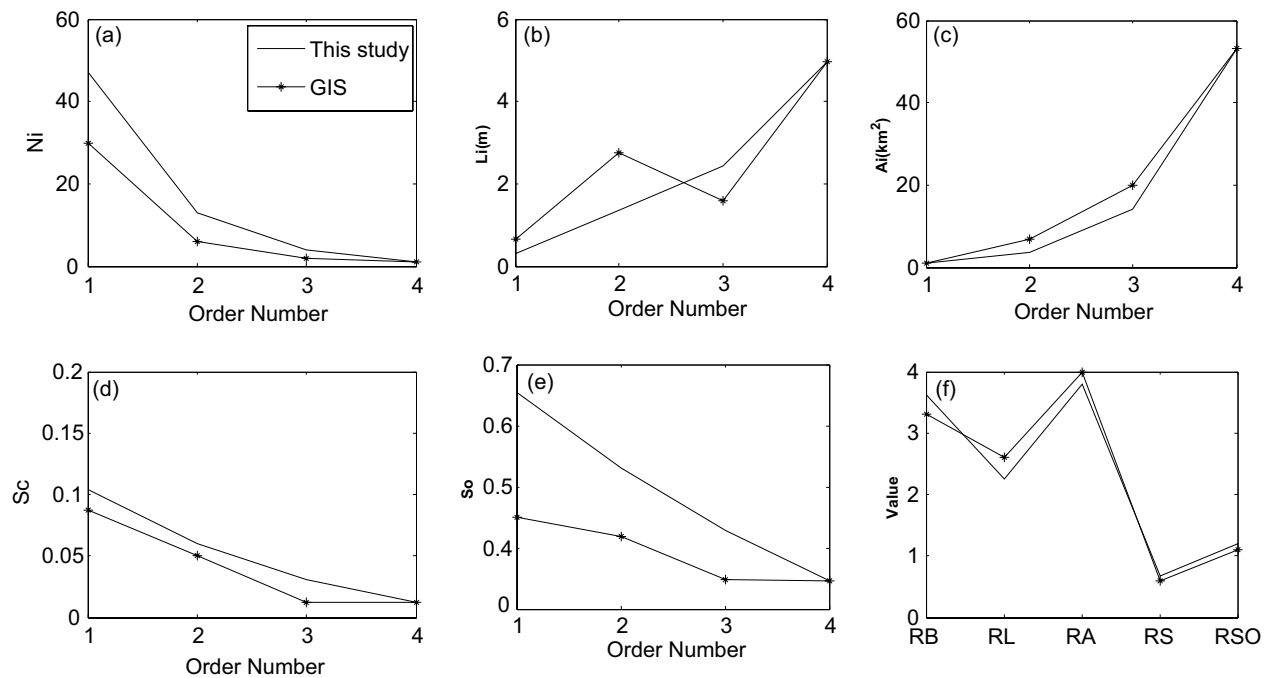 (a)
This study
GIS
Ni
60
40
20
0
1 2 3 4
Order Number
(b)
Li(m)
6
4
2
0
1 2 3 4
Order Number
(c)
Ai(km²)
60
40
20
0
1 2 3 4
Order Number
(d)
Sc
0.2
0.15
0.1
0.05
0
1 2 3 4
Order Number
(e)
So
0.7
0.6
0.5
0.4
0
1 2 3 4
Order Number
(f)
Value
4
3
2
1
0
RB RL RA RS RSO